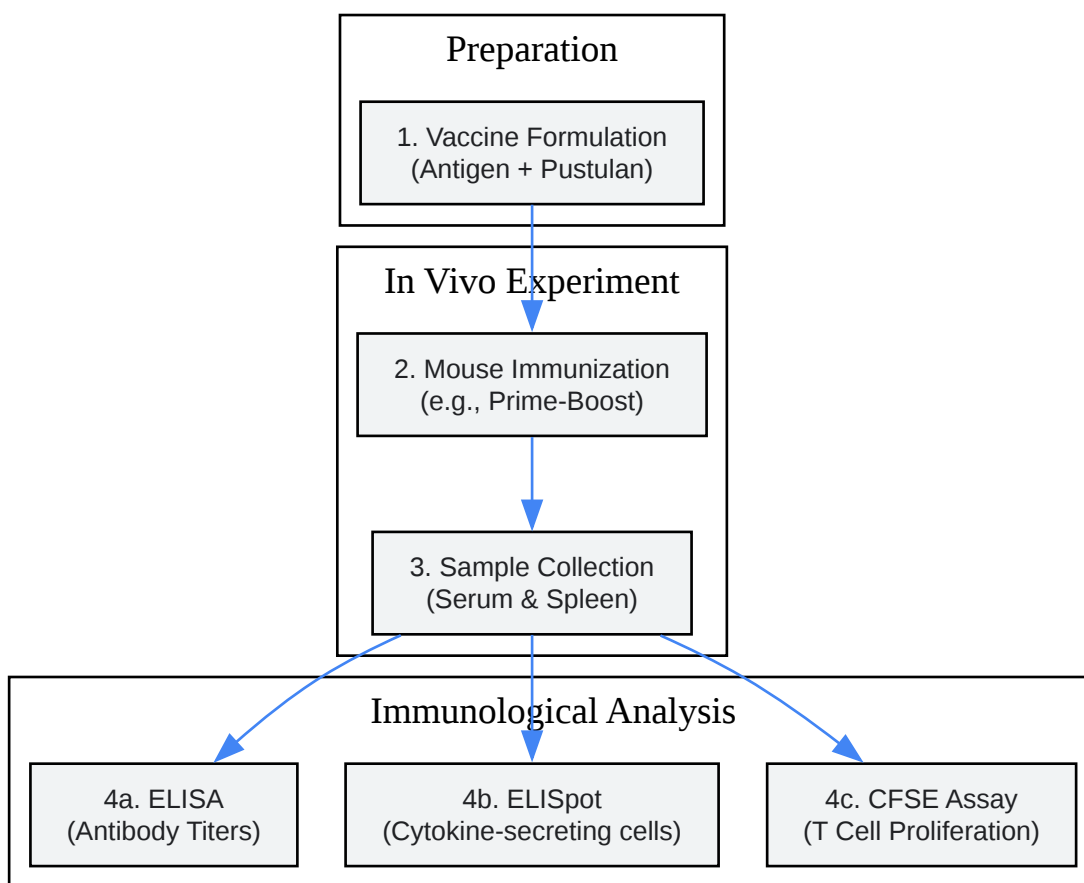 Preparation
1. Vaccine Formulation
(Antigen + Pustulan)
In Vivo Experiment
2. Mouse Immunization
(e.g., Prime-Boost)
3. Sample Collection
(Serum & Spleen)
Immunological Analysis
4a. ELISA
(Antibody Titers)
4b. ELISpot
(Cytokine-secreting cells)
4c. CFSE Assay
(T Cell Proliferation)